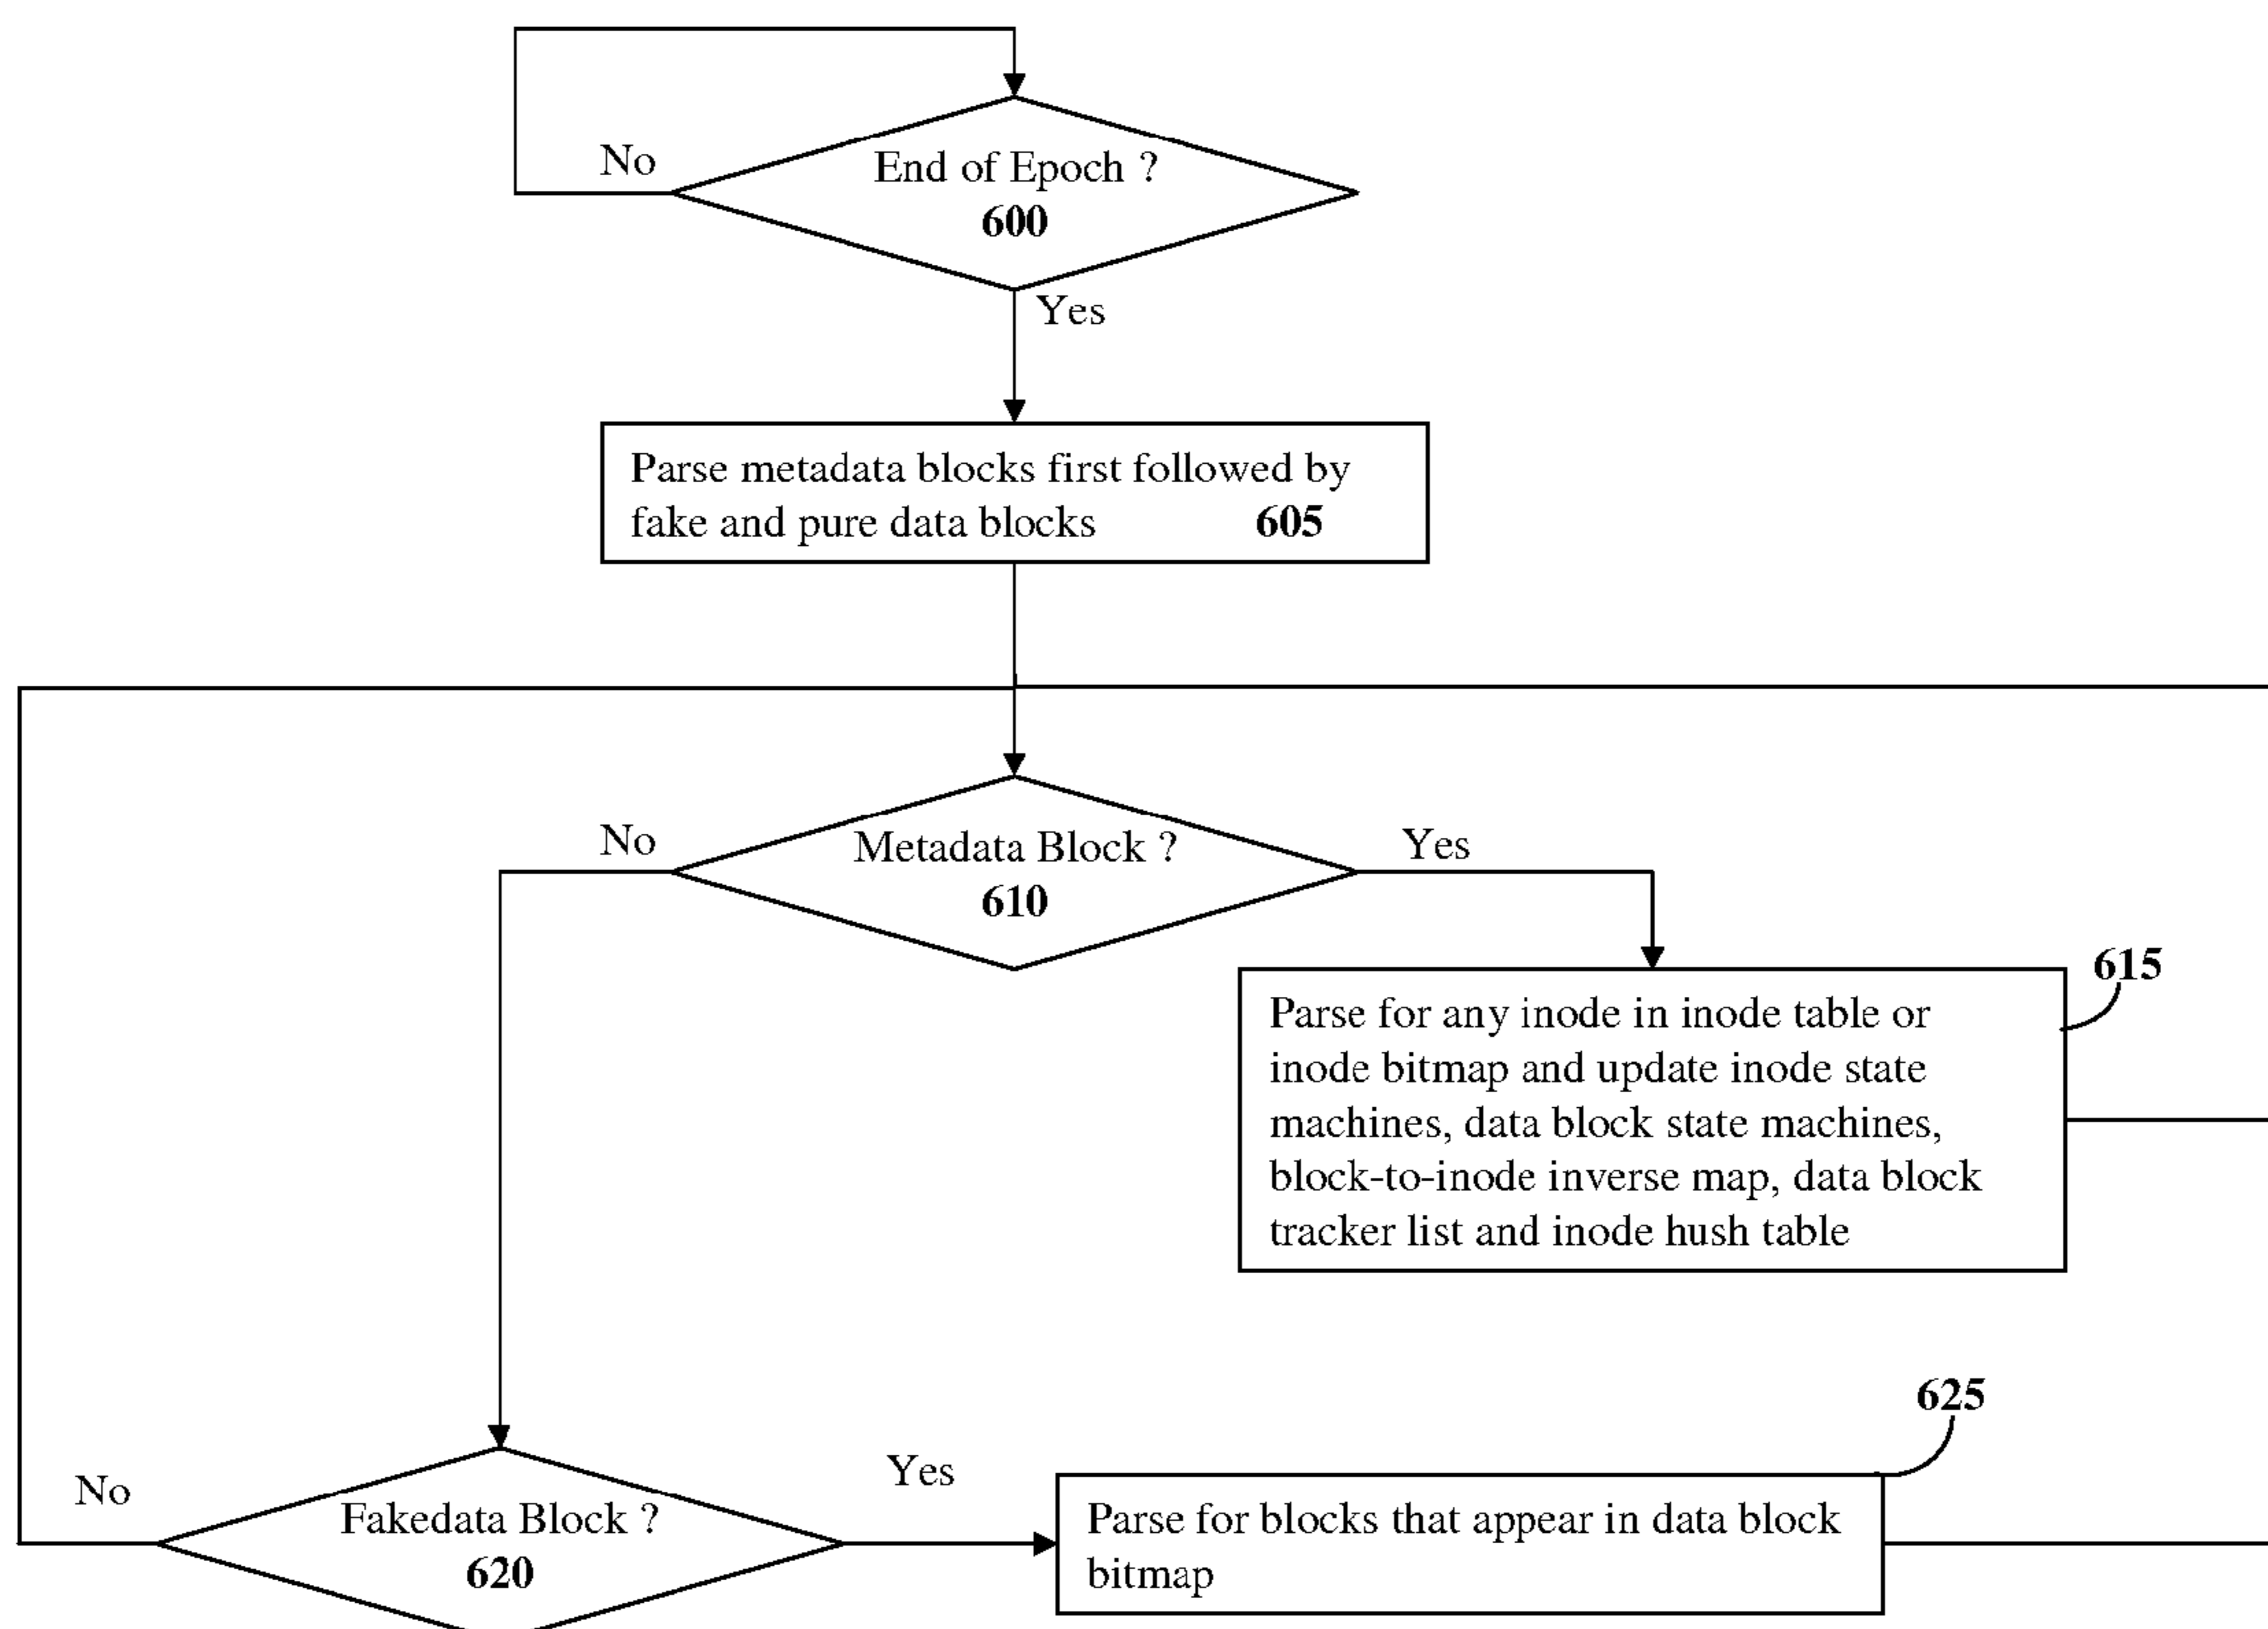 No
End of Epoch ?
600
Yes
Parse metadata blocks first followed by
fake and pure data blocks 605
No
Metadata Block ?
610
Yes
615
Parse for any inode in inode table or
inode bitmap and update inode state
machines, data block state machines,
block-to-inode inverse map, data block
tracker list and inode hush table
625
No
Fakedata Block ?
620
Yes
Parse for blocks that appear in data block
bitmap